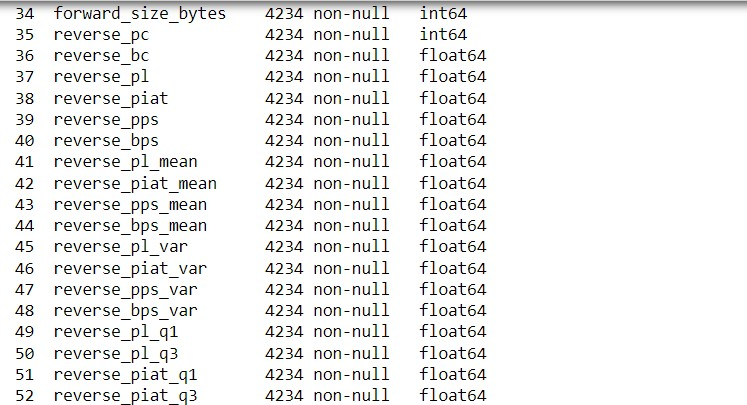 34 forward_size_bytes 4234 non-null int64
35 reverse_pc 4234 non-null int64
36 reverse_bc 4234 non-null float64
37 reverse_pl 4234 non-null float64
38 reverse_piat 4234 non-null float64
39 reverse_pps 4234 non-null float64
40 reverse_bps 4234 non-null float64
41 reverse_pl_mean 4234 non-null float64
42 reverse_piat_mean 4234 non-null float64
43 reverse_pps_mean 4234 non-null float64
44 reverse_bps_mean 4234 non-null float64
45 reverse_pl_var 4234 non-null float64
46 reverse_piat_var 4234 non-null float64
47 reverse_pps_var 4234 non-null float64
48 reverse_bps_var 4234 non-null float64
49 reverse_pl_q1 4234 non-null float64
50 reverse_pl_q3 4234 non-null float64
51 reverse_piat_q1 4234 non-null float64
52 reverse_piat_q3 4234 non-null float64